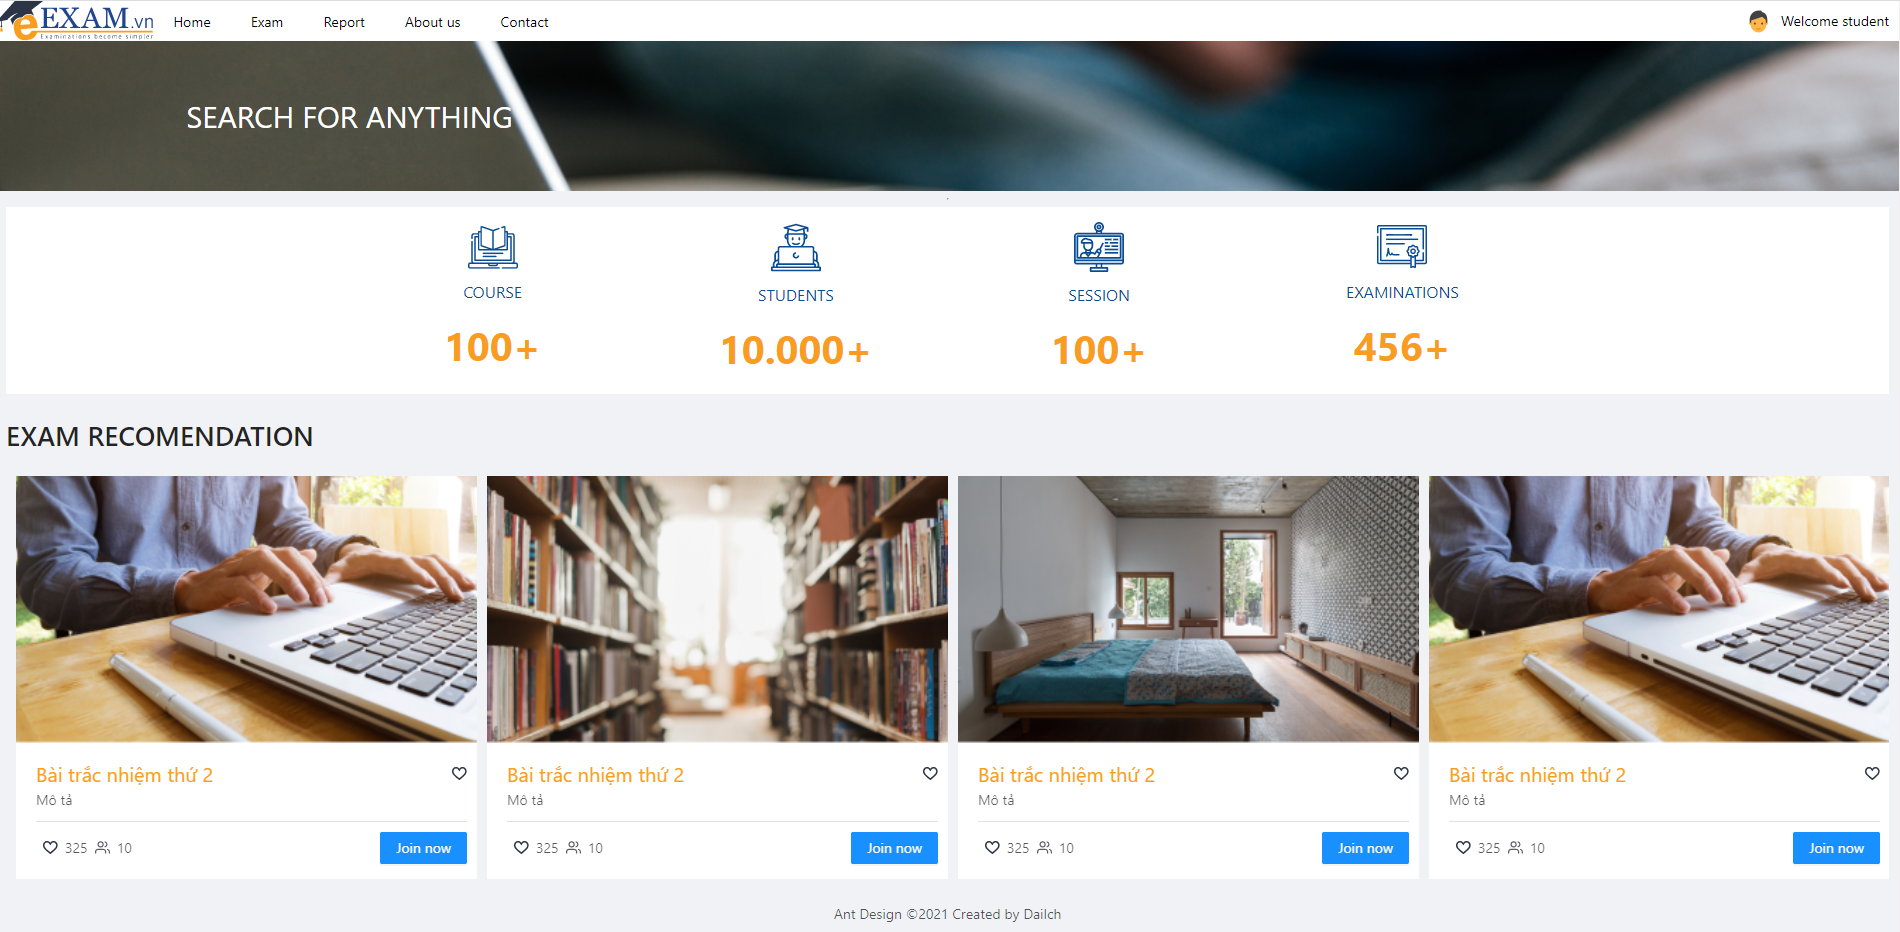 eEXAM.vn
Examinations become simpler
Home Exam Report About us Contact
Welcome student
SEARCH FOR ANYTHING
COURSE STUDENTS SESSION EXAMINATIONS
100+ 10.000+ 100+ 456+
EXAM RECOMENDATION
Bài trắc nhiệm thứ 2
Mô tả
325 10 Join now
Bài trắc nhiệm thứ 2
Mô tả
325 10 Join now
Bài trắc nhiệm thứ 2
Mô tả
325 10 Join now
Bài trắc nhiệm thứ 2
Mô tả
325 10 Join now
Ant Design ©2021 Created by Dailch